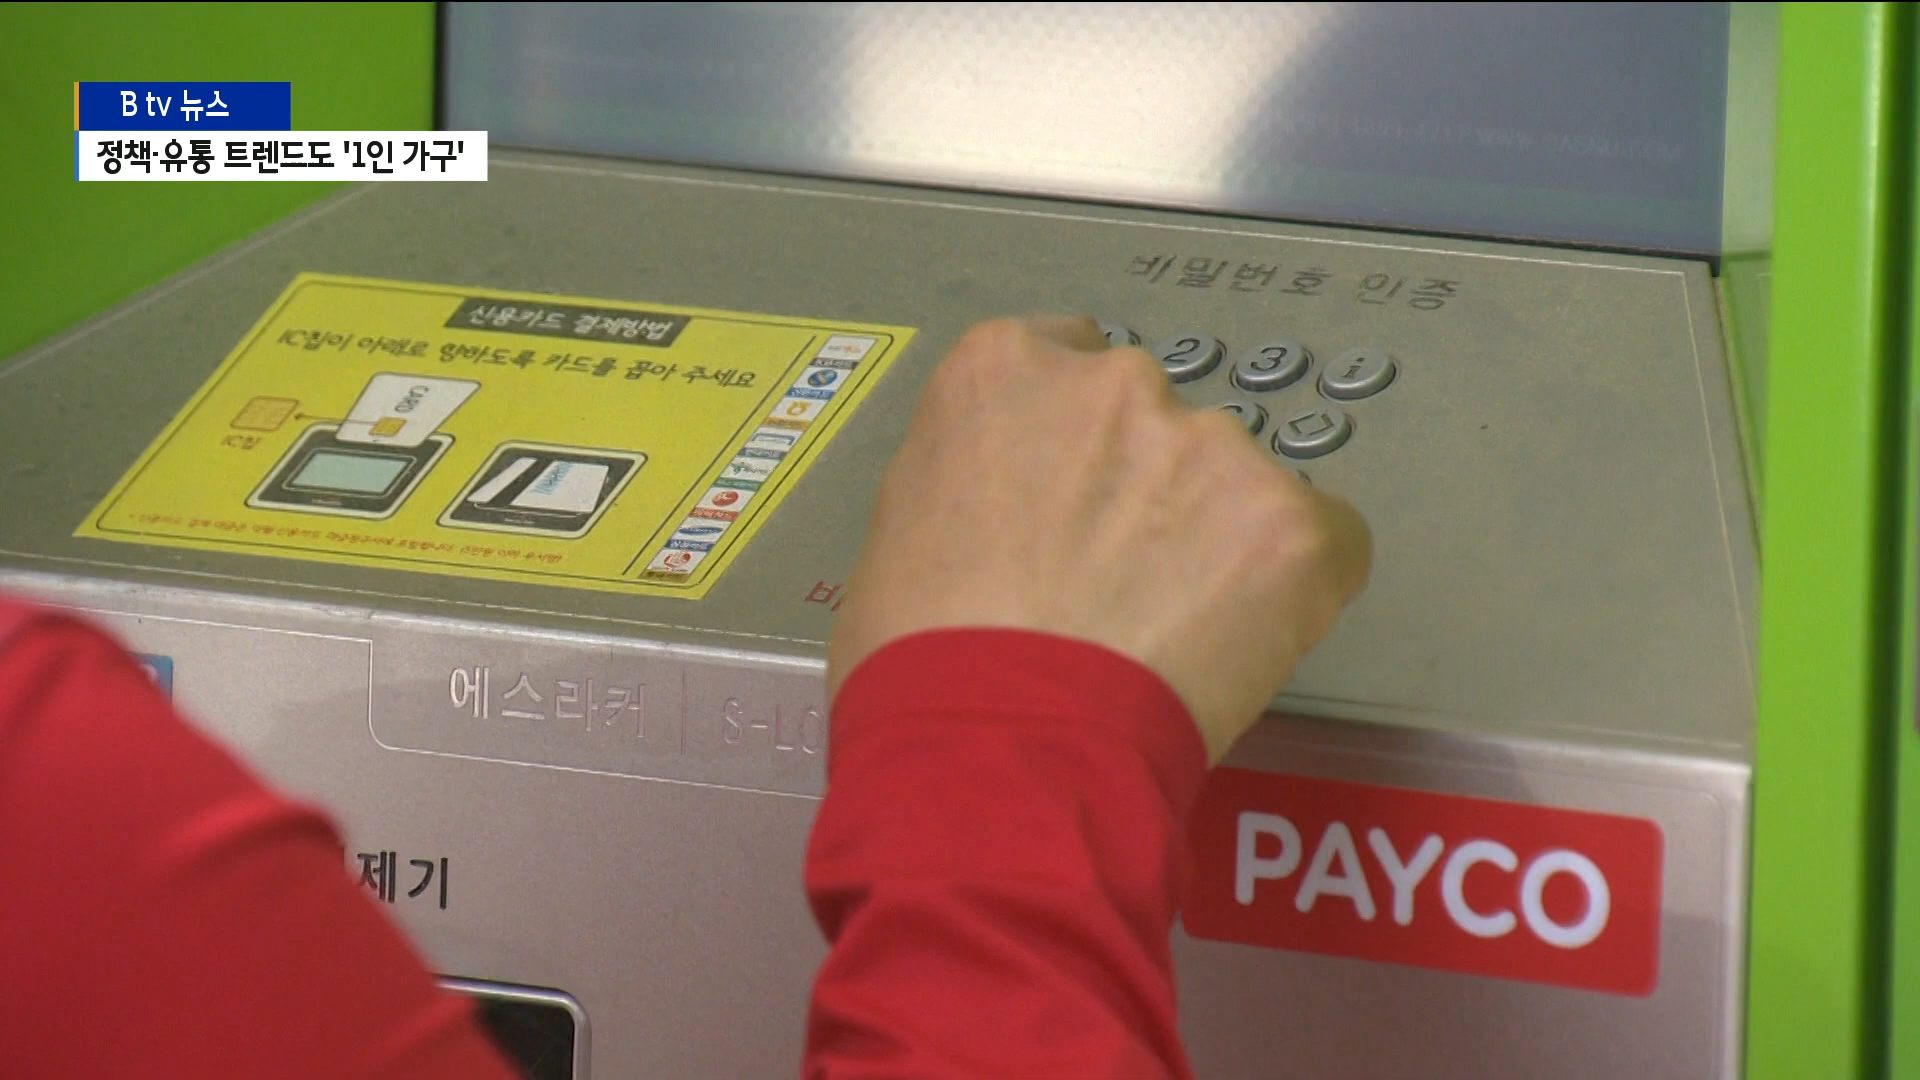 B tv 뉴스
정책·유통 트렌드도 '1인 가구'
비밀번호 인증
신용카드 결제방법
IC칩이 아래로 향하도록 카드를 꼽아 주세요
2 3 i
CARD
IC칩
에스라커 S-LO
제기
PAYCO